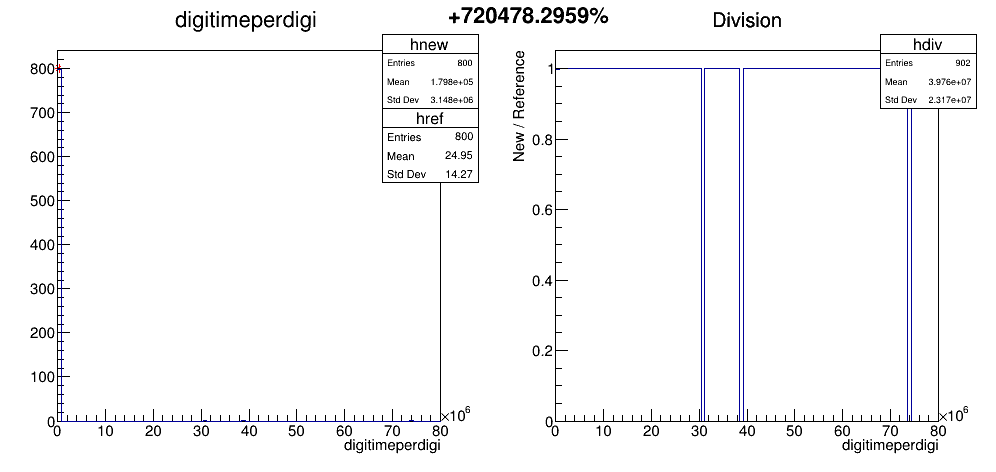 digitimeperdigi
+720478.2959%
Division
hnew
Entries 800
Mean 1.798e+05
Std Dev 3.148e+06
href
Entries 800
Mean 24.95
Std Dev 14.27
800
700
600
500
400
300
200
100
0
0 10 20 30 40 50 60 70 80
×10⁶
digitimeperdigi
hdiv
Entries 902
Mean 3.976e+07
Std Dev 2.317e+07
New / Reference
1
0.8
0.6
0.4
0.2
0
0 10 20 30 40 50 60 70 80
×10⁶
digitimeperdigi